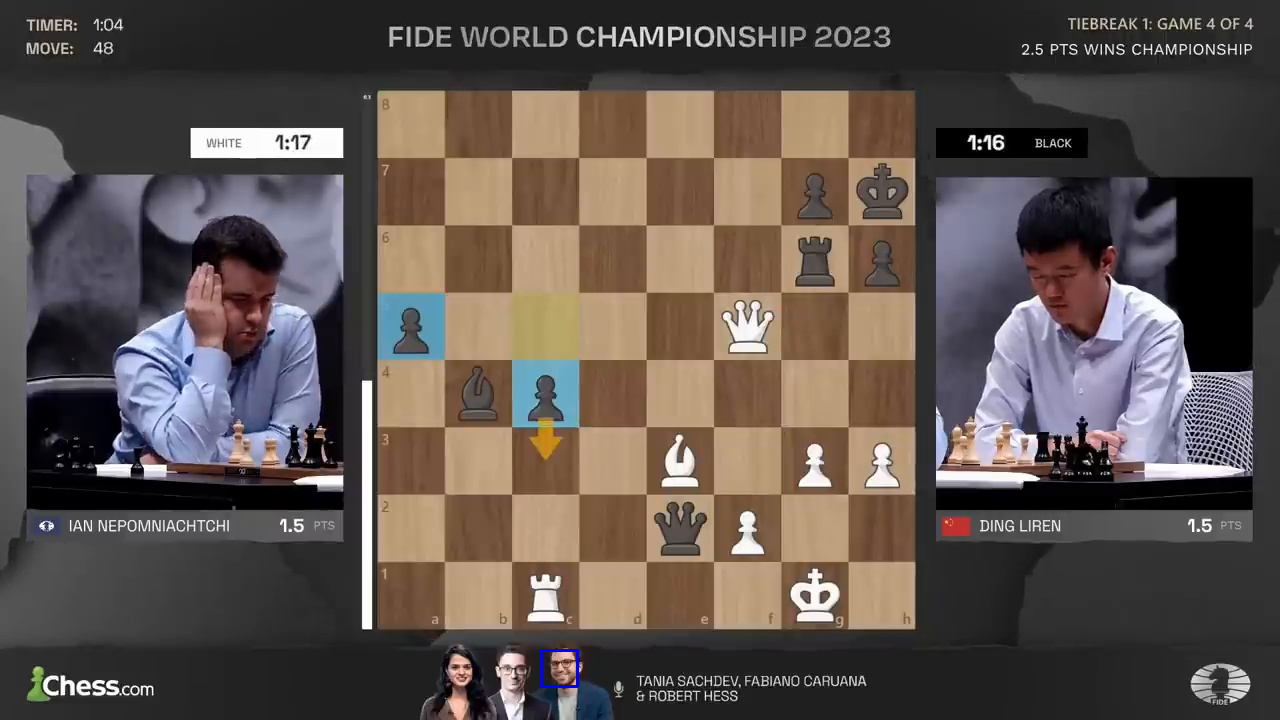 TIMER: 1:04
MOVE: 48
FIDE WORLD CHAMPIONSHIP 2023
TIEBREAK 1: GAME 4 OF 4
2.5 PTS WINS CHAMPIONSHIP
WHITE 1:17
1:16 BLACK
8
7
6
5
4
3
2
1
a b c d e f g h
IAN NEPOMNIACHTCHI 1.5 PTS
DING LIREN 1.5 PTS
Chess.com
TANIA SACHDEV, FABIANO CARUANA
& ROBERT HESS
FIDE